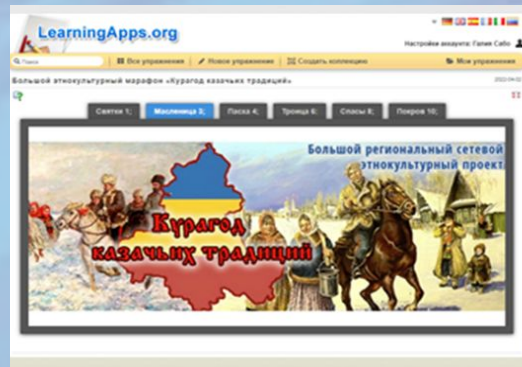 LearningApps.org
Настройки аккаунта: Галия Сабо
Поиск
Все упражнения
Новое упражнение
Создать коллекцию
Мои упражнения
Большой этнокультурный марафон «Курагод казачьих традиций»
Святки 1;
Масленица 2;
Пасха 4;
Троица 6;
Спасы 8;
Покров 10;
Большой региональный сетевой
этнокультурный проект
Курагод
казачьих традиций